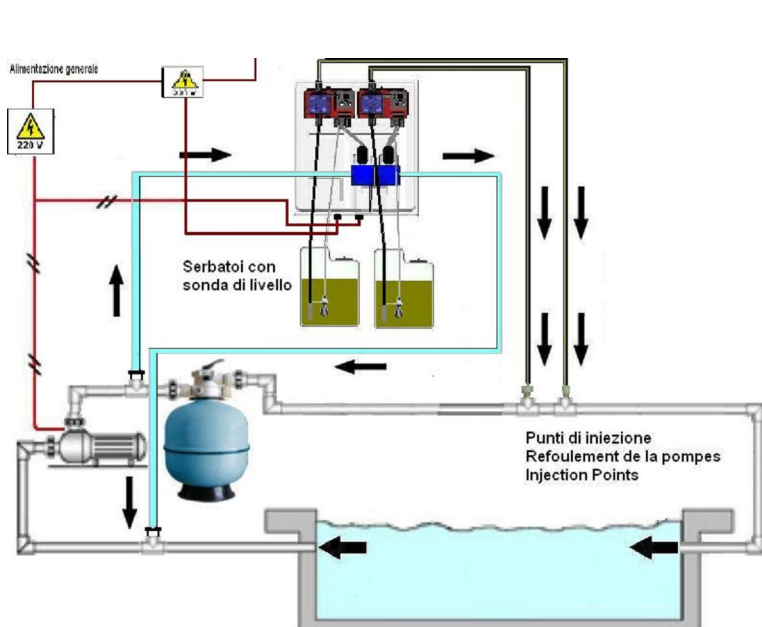 Alimentazione generale
220 V
Serbatoi con
sonda di livello
Punti di iniezione
Refoulement de la pompes
Injection Points